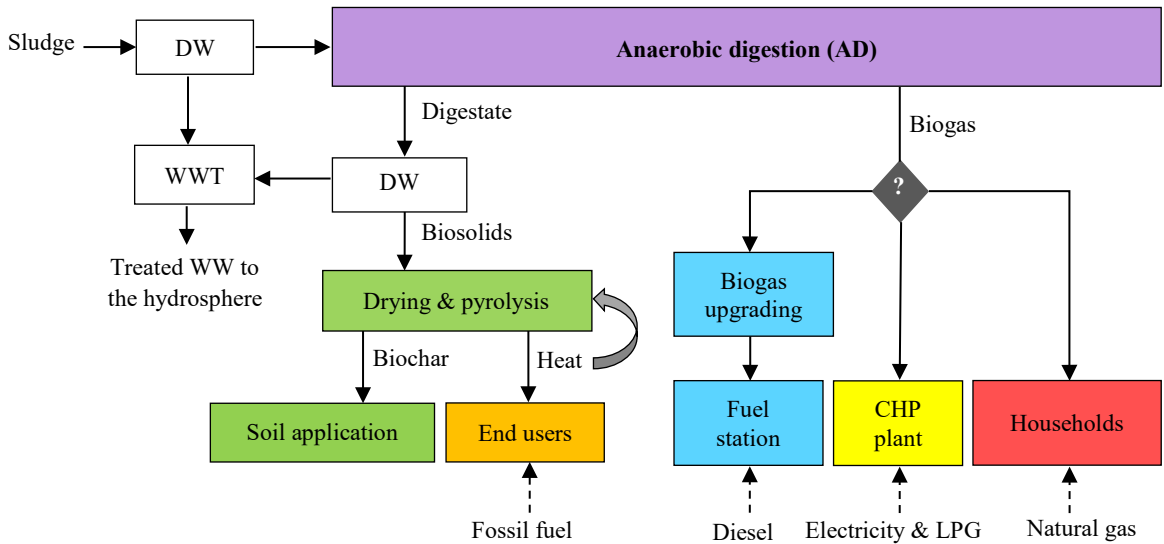 Sludge
DW
Anaerobic digestion (AD)
Digestate
Biogas
WWT
DW
?
Biosolids
Treated WW to
the hydrosphere
Drying & pyrolysis
Biogas
upgrading
Biochar
Heat
Soil application
End users
Fuel
station
CHP
plant
Households
Fossil fuel
Diesel
Electricity & LPG
Natural gas